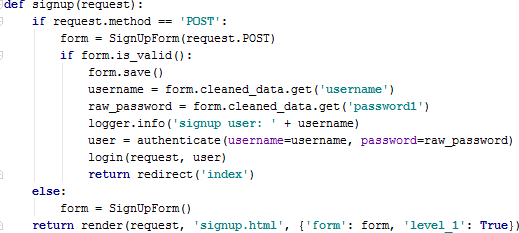 def signup(request):
    if request.method == 'POST':
        form = SignUpForm(request.POST)
        if form.is_valid():
            form.save()
            username = form.cleaned_data.get('username')
            raw_password = form.cleaned_data.get('password1')
            logger.info('signup user: ' + username)
            user = authenticate(username=username, password=raw_password)
            login(request, user)
            return redirect('index')
    else:
        form = SignUpForm()
    return render(request, 'signup.html', {'form': form, 'level_1': True})